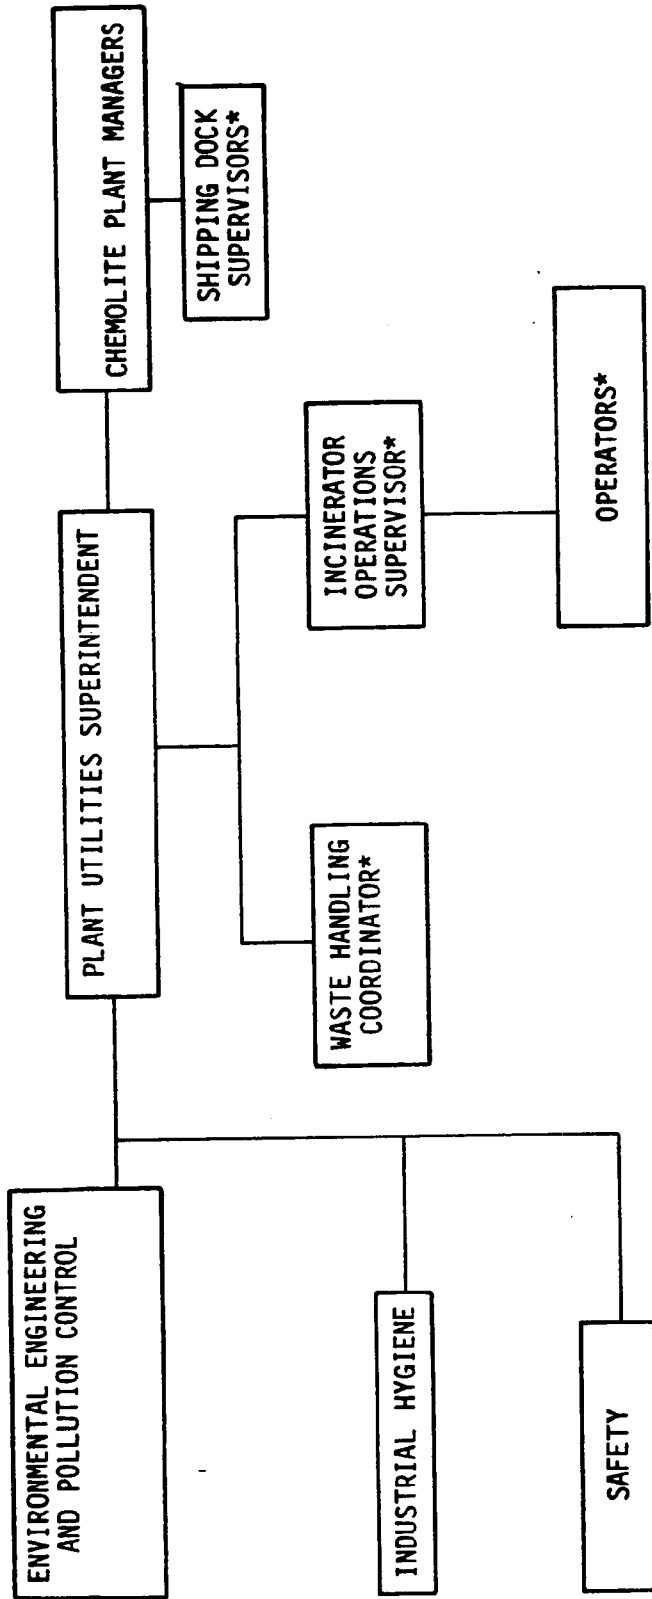 ENVIRONMENTAL ENGINEERING
AND POLLUTION CONTROL
PLANT UTILITIES SUPERINTENDENT
CHEMOLITE PLANT MANAGERS
SHIPPING DOCK
SUPERVISORS*
INDUSTRIAL HYGIENE
WASTE HANDLING
COORDINATOR*
INCINERATOR
OPERATIONS
SUPERVISOR*
SAFETY
OPERATORS*